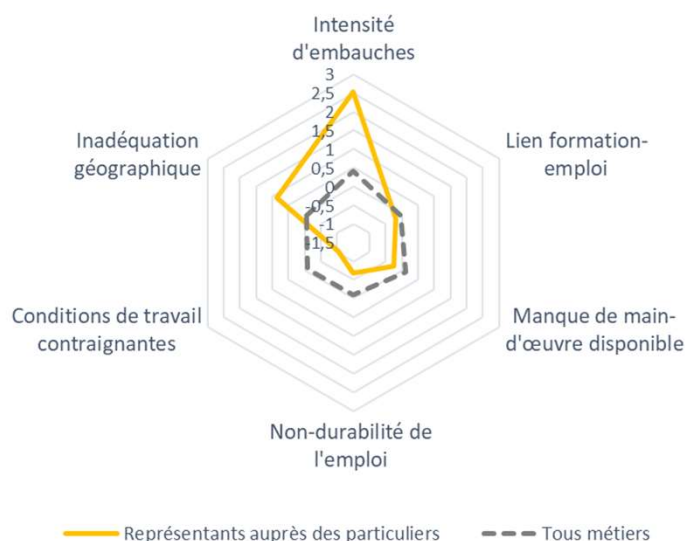 Intensité
d'embauches
3
2,5
2
1,5
1
0,5
0
-0,5
-1
-1,5
Inadéquation
géographique
Lien formation-
emploi
Conditions de travail
contraignantes
Manque de main-
d'œuvre disponible
Non-durabilité de
l'emploi
Représentants auprès des particuliers
Tous métiers